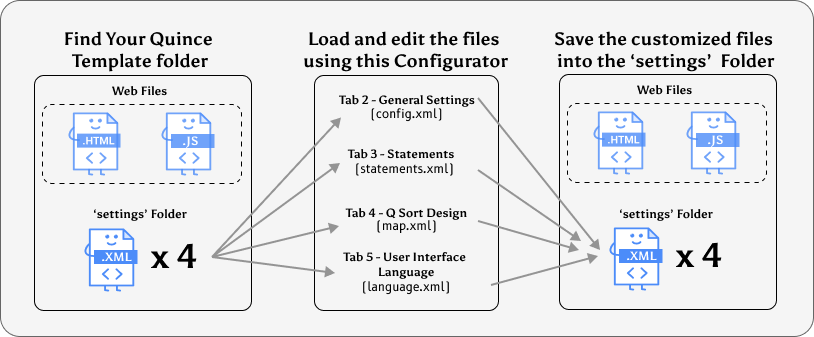 Find Your Quince
Template folder
Web Files
.HTML
.JS
‘settings’ Folder
.XML
x 4
Load and edit the files
using this Configurator
Tab 2 - General Settings
(config.xml)
Tab 3 - Statements
(statements.xml)
Tab 4 - Q Sort Design
(map.xml)
Tab 5 - User Interface
Language
(language.xml)
Save the customized files
into the ‘settings’ Folder
Web Files
.HTML
.JS
‘settings’ Folder
.XML
x 4